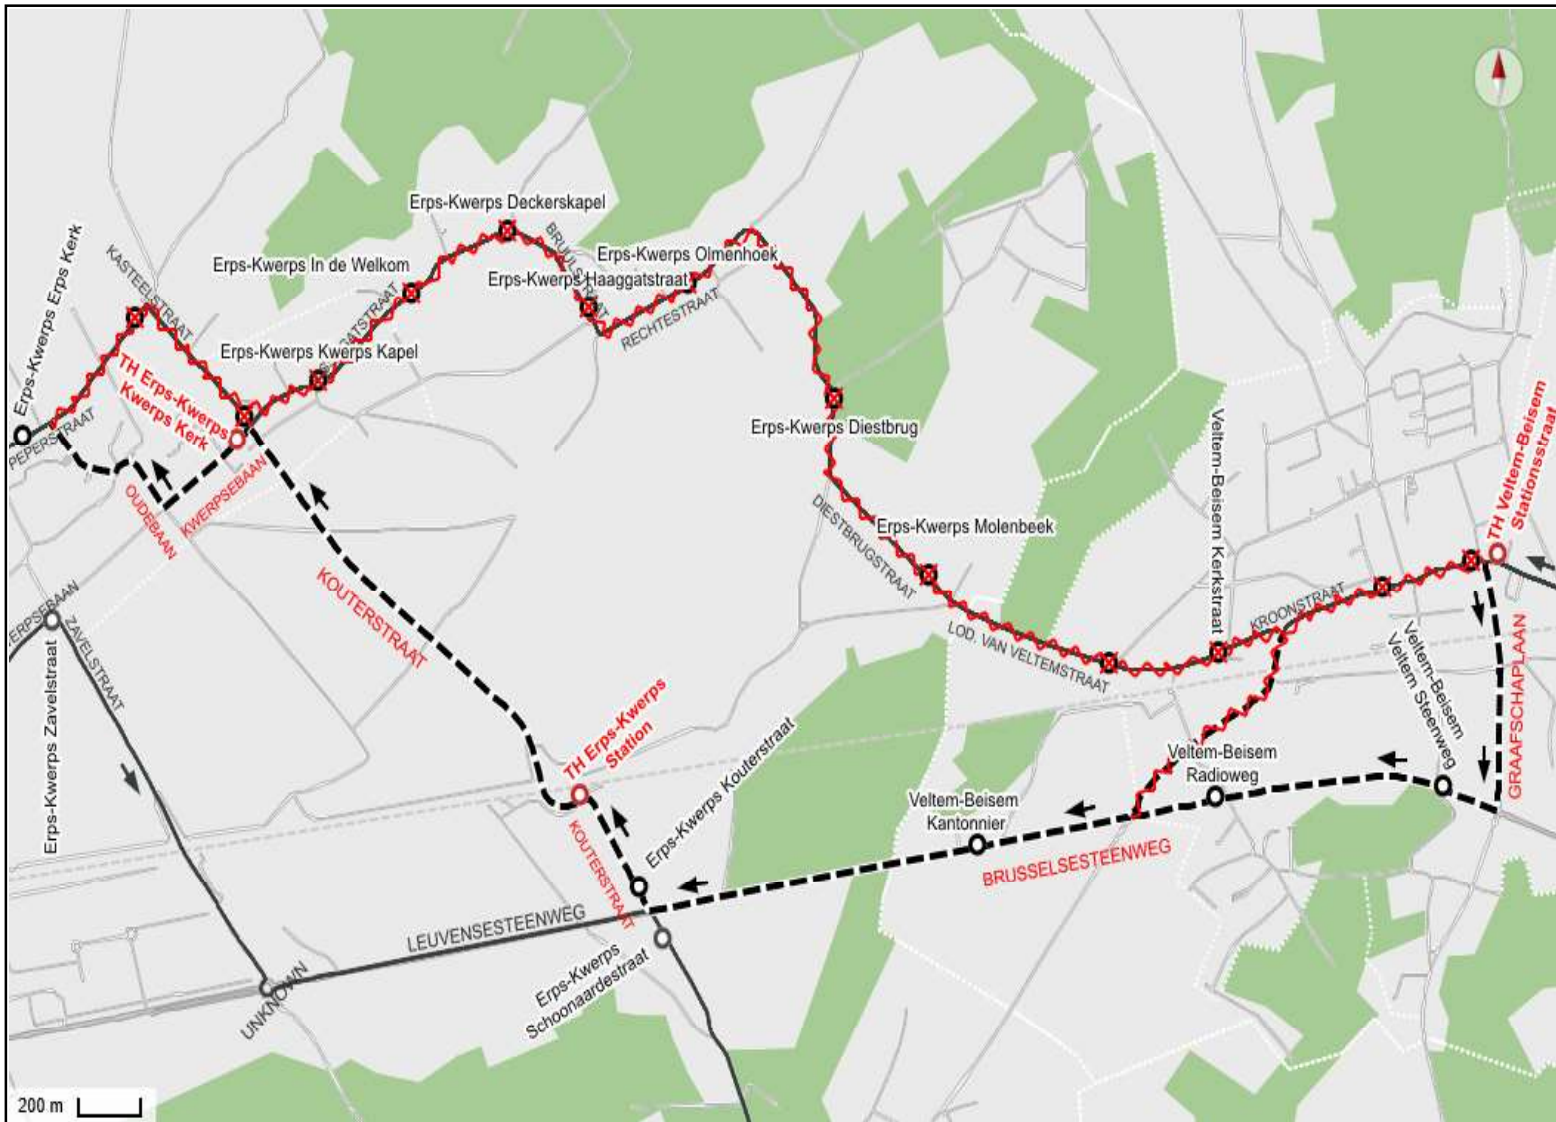 Erps-Kwerps Deckerskapel
BRUULSTRAAT
Erps-Kwerps Olmenhoek
KASTEELSTRAAT
Erps-Kwerps In de Welkom
Erps-Kwerps Haaggatstraat
Erps-Kwerps Erps Kerk
RECHTESTRAAT
Erps-Kwerps Kwerps Kapel
TH Erps-Kwerps
Kwerps Kerk
PEPERSTRAAT
Erps-Kwerps Diestbrug
Veltem-Beisem Kerkstraat
TH Veltem-Beisem
Stationsstraat
OUDEBAAN
KWERPSEBAAN
DIESTBRUGSTRAAT
Erps-Kwerps Molenbeek
KOUTERSTRAAT
KROONSTRAAT
LOD. VAN VELTEMSTRAAT
ZAVELSTRAAT
Erps-Kwerps Zavelstraat
TH Erps-Kwerps
Station
Veltem-Beisem
Veltem Steenweg
GRAAFSCHAPLAAN
Erps-Kwerps Kouterstraat
Veltem-Beisem
Radioweg
Veltem-Beisem
Kantonnier
BRUSSELSESTEENWEG
KOUTERSTRAAT
LEUVENSESTEENWEG
Erps-Kwerps
Schoonaardestraat
UNKNOWN
200 m